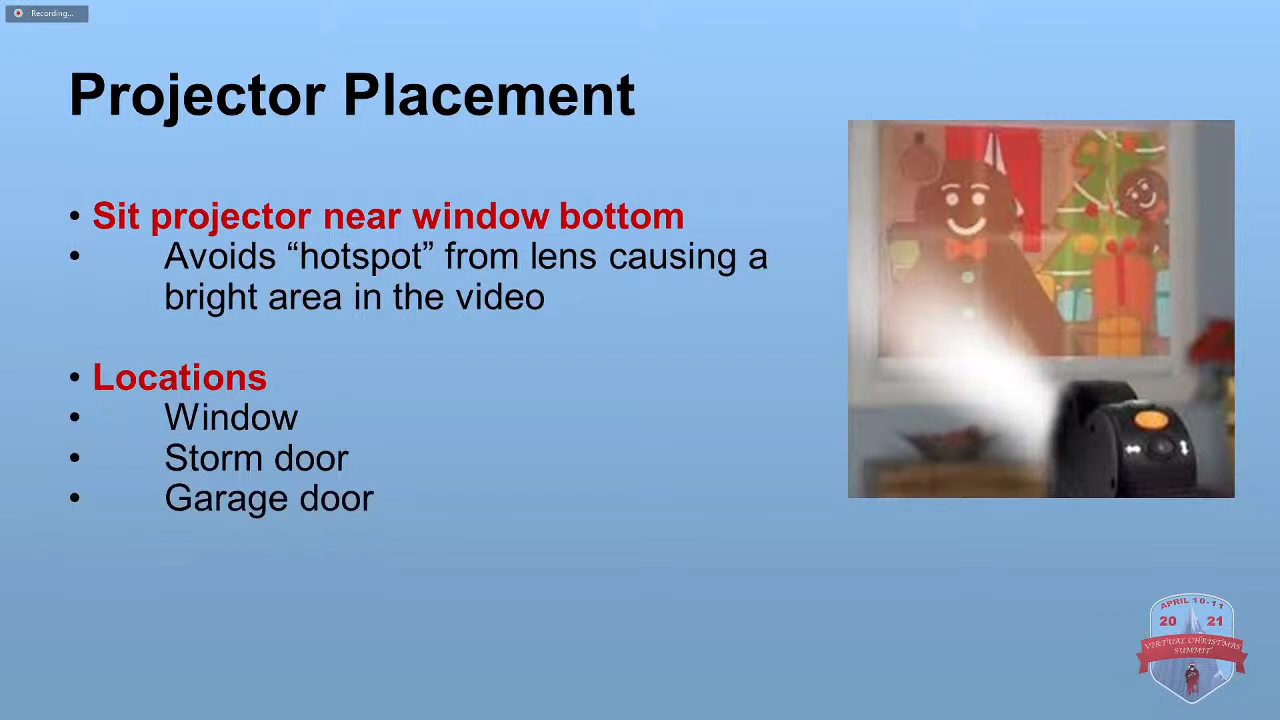 Recording...
Projector Placement
• Sit projector near window bottom
• Avoids “hotspot” from lens causing a
bright area in the video
• Locations
• Window
• Storm door
• Garage door
APRIL 10-11
20 21
VIRTUAL CHRISTMAS
SUMMIT